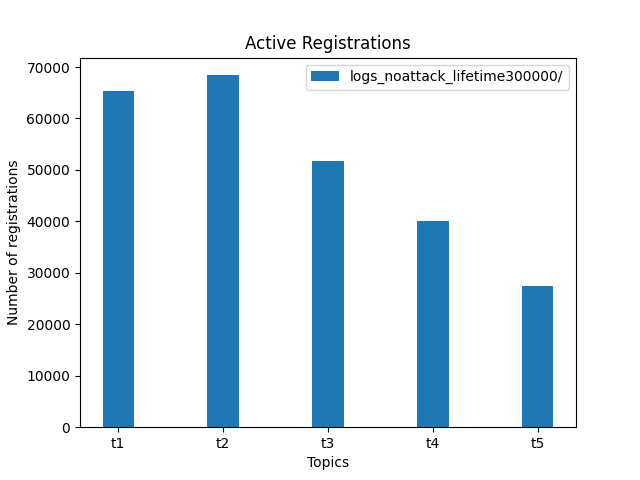 Active Registrations
logs_noattack_lifetime300000/
Number of registrations
70000
60000
50000
40000
30000
20000
10000
0
t1 t2 t3 t4 t5
Topics